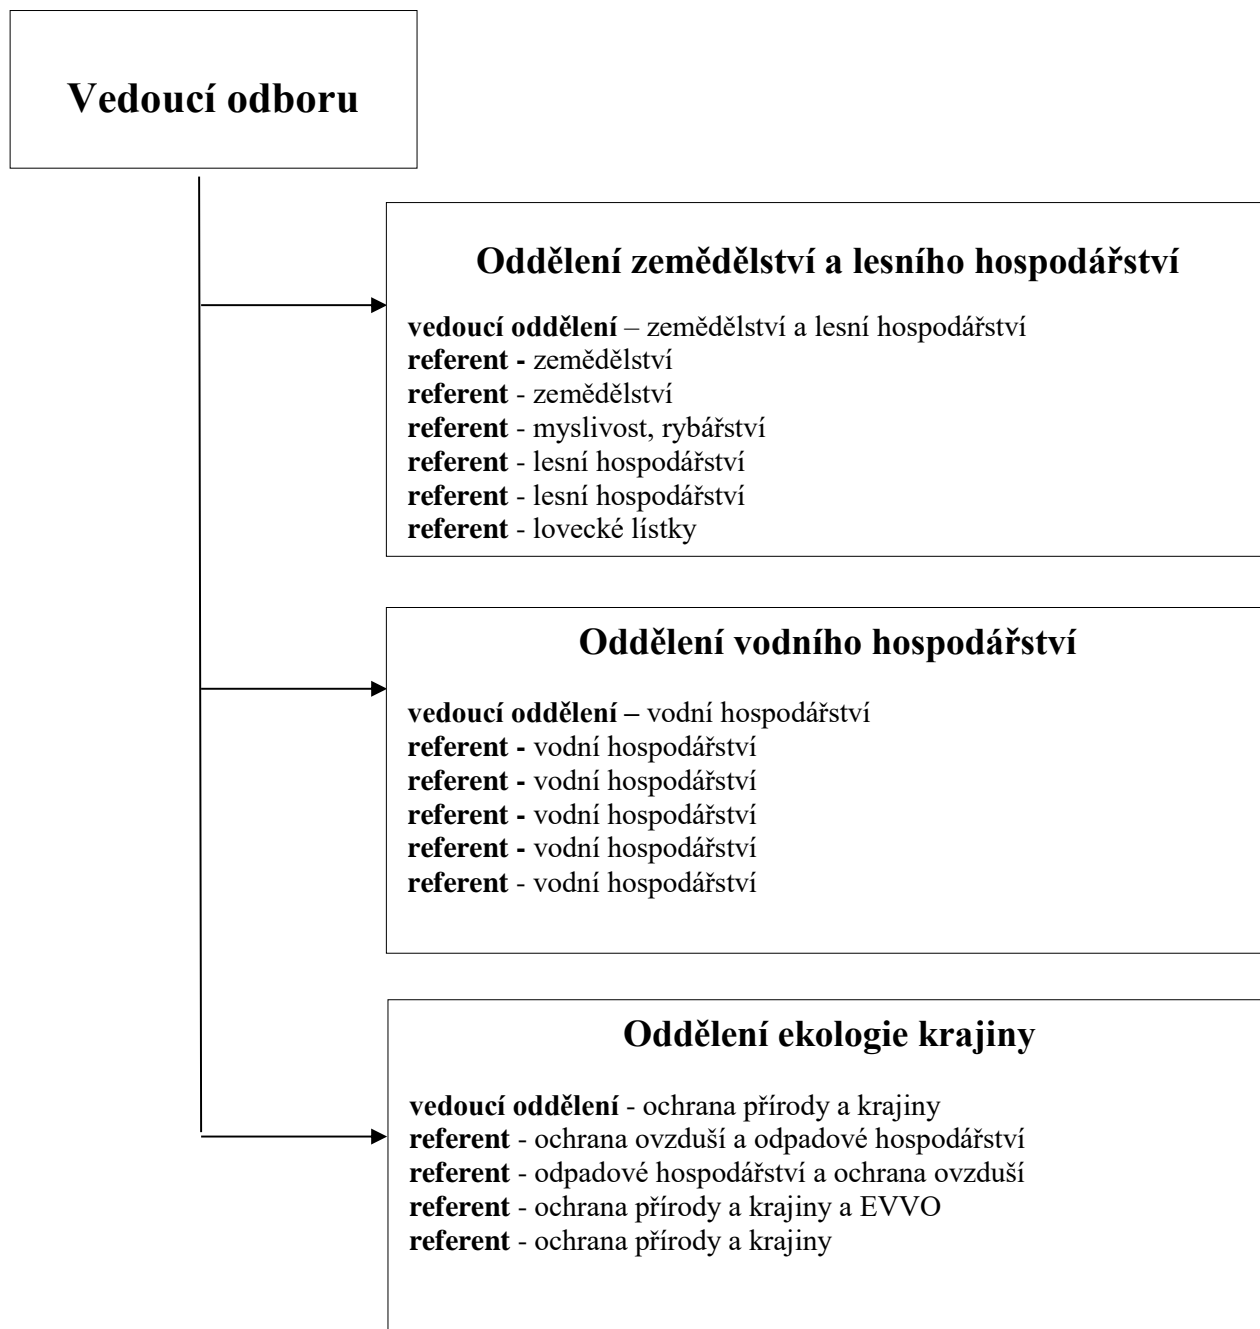 Vedoucí odboru
Oddělení zemědělství a lesního hospodářství
vedoucí oddělení – zemědělství a lesní hospodářství
referent - zemědělství
referent - zemědělství
referent - myslivost, rybářství
referent - lesní hospodářství
referent - lesní hospodářství
referent - lovecké lístky
Oddělení vodního hospodářství
vedoucí oddělení – vodní hospodářství
referent - vodní hospodářství
referent - vodní hospodářství
referent - vodní hospodářství
referent - vodní hospodářství
referent - vodní hospodářství
Oddělení ekologie krajiny
vedoucí oddělení - ochrana přírody a krajiny
referent - ochrana ovzduší a odpadové hospodářství
referent - odpadové hospodářství a ochrana ovzduší
referent - ochrana přírody a krajiny a EVVO
referent - ochrana přírody a krajiny